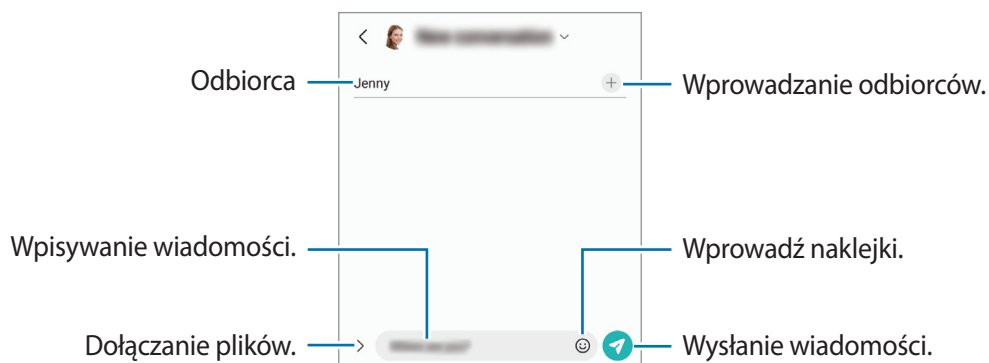 Odbiorca
Jenny
Wprowadzanie odbiorców.
Wpisywanie wiadomości.
Wprowadź naklejki.
Dołączanie plików.
Wysłanie wiadomości.